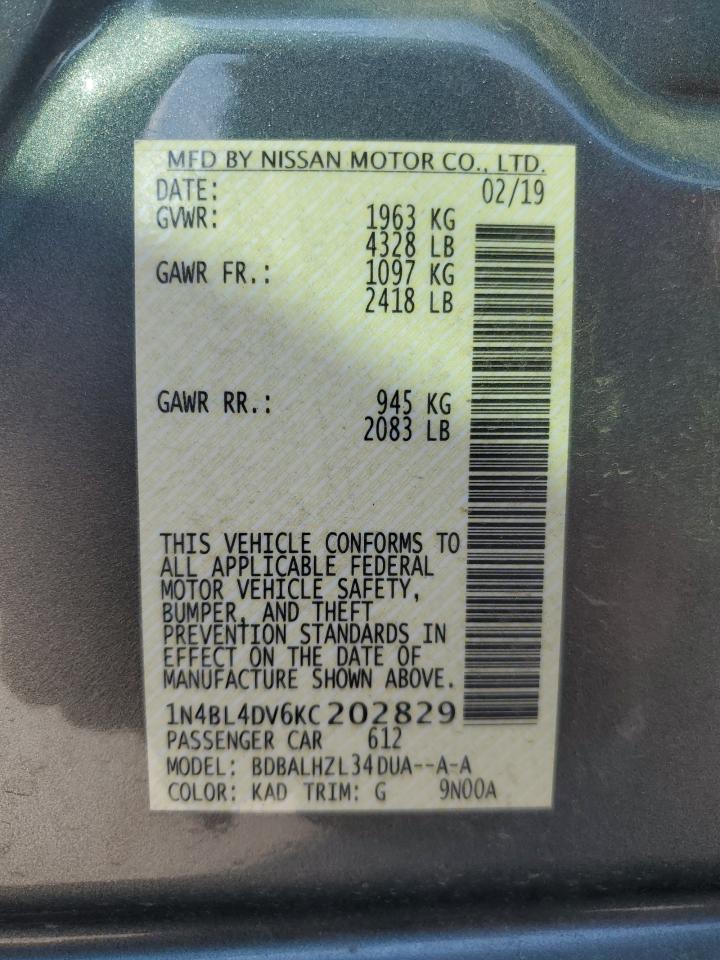 MFD BY NISSAN MOTOR CO., LTD.
DATE: 02/19
GVWR: 1963 KG
4328 LB
GAWR FR.: 1097 KG
2418 LB
GAWR RR.: 945 KG
2083 LB
THIS VEHICLE CONFORMS TO
ALL APPLICABLE FEDERAL
MOTOR VEHICLE SAFETY,
BUMPER, AND THEFT
PREVENTION STANDARDS IN
EFFECT ON THE DATE OF
MANUFACTURE SHOWN ABOVE.
1N4BL4DV6KC202829
PASSENGER CAR 612
MODEL: BDBALHZL34DUA--A-A
COLOR: KAD TRIM: G 9N00A